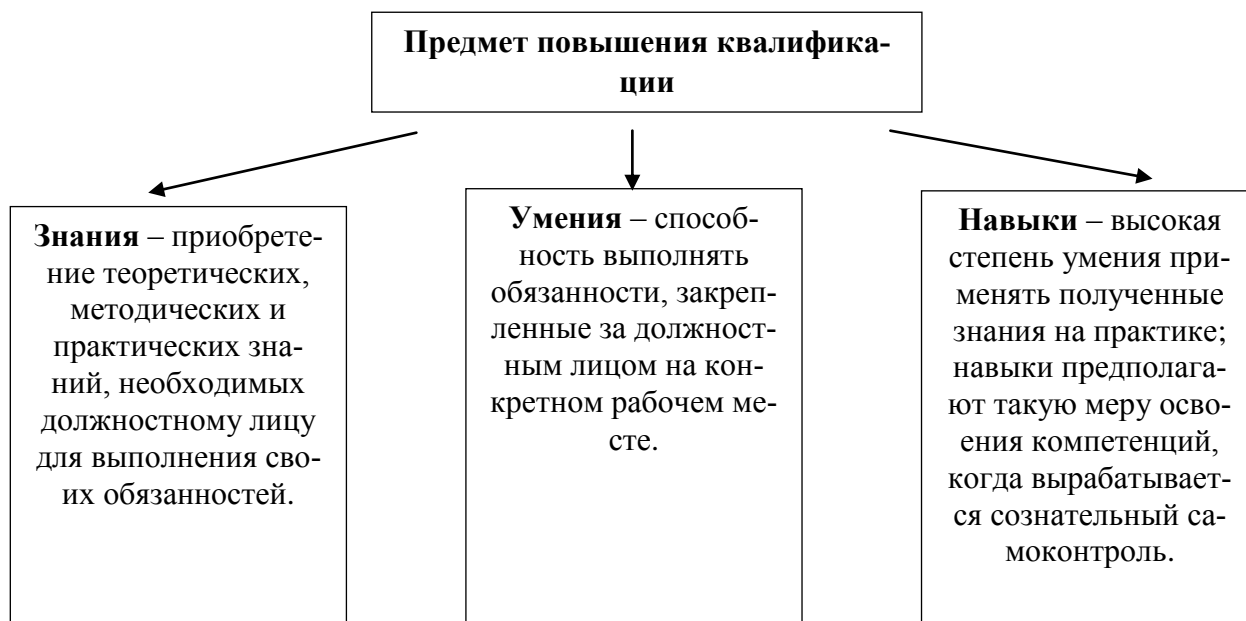 Предмет повышения квалифика-
ции
Знания – приобрете-
ние теоретических,
методических и
практических зна-
ний, необходимых
должностному лицу
для выполнения сво-
их обязанностей.
Умения – способ-
ность выполнять
обязанности, закреп-
ленные за должност-
ным лицом на кон-
кретном рабочем ме-
сте.
Навыки – высокая
степень умения при-
менять полученные
знания на практике;
навыки предполага-
ют такую меру осво-
ения компетенций,
когда вырабатывает-
ся сознательный са-
моконтроль.